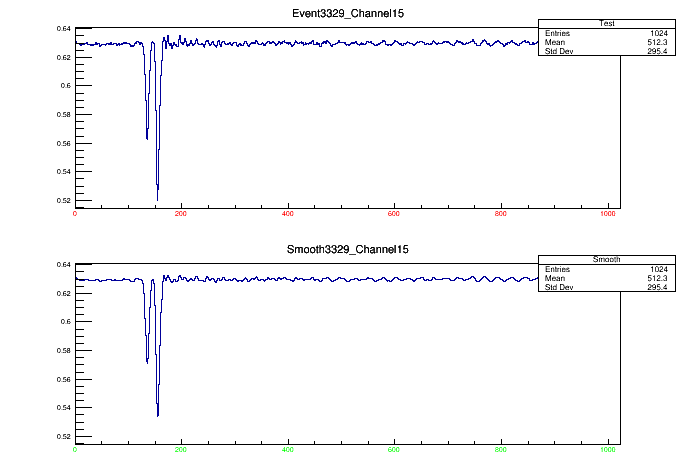 Event3329_Channel15
Test
Entries 1024
Mean 512.3
Std Dev 295.4
0.64
0.62
0.6
0.58
0.56
0.54
0.52
0 200 400 600 800 1000
Smooth3329_Channel15
Smooth
Entries 1024
Mean 512.3
Std Dev 295.4
0.64
0.62
0.6
0.58
0.56
0.54
0.52
0 200 400 600 800 1000